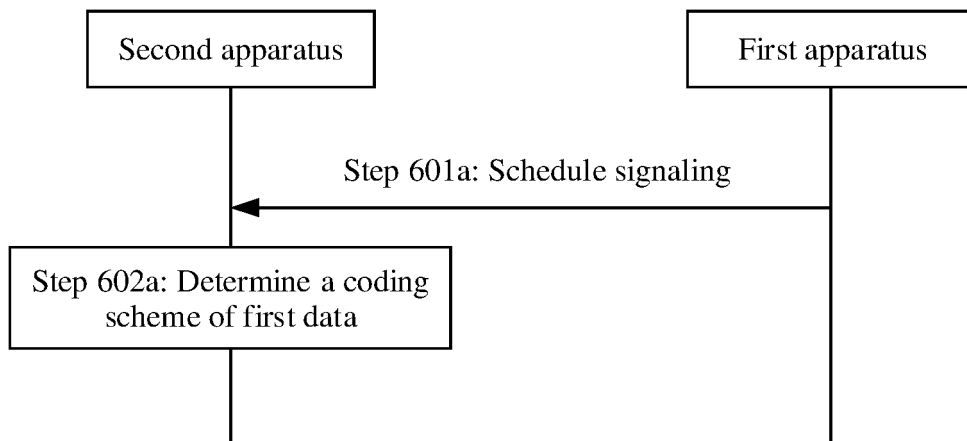 Second apparatus
First apparatus
Step 601a: Schedule signaling
Step 602a: Determine a coding
scheme of first data